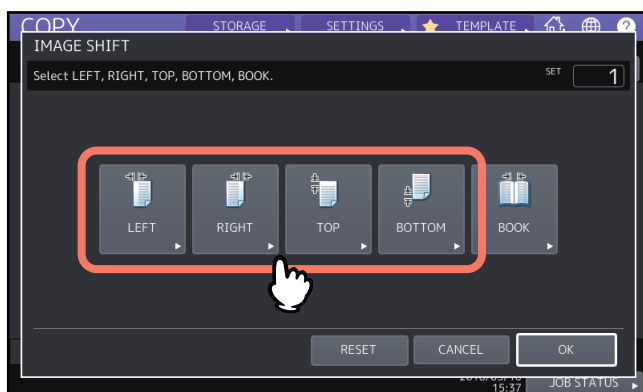 COPY STORAGE SETTINGS TEMPLATE ?
IMAGE SHIFT
Select LEFT, RIGHT, TOP, BOTTOM, BOOK.
SET 1
LEFT RIGHT TOP BOTTOM BOOK
RESET CANCEL OK
15:37 JOB STATUS